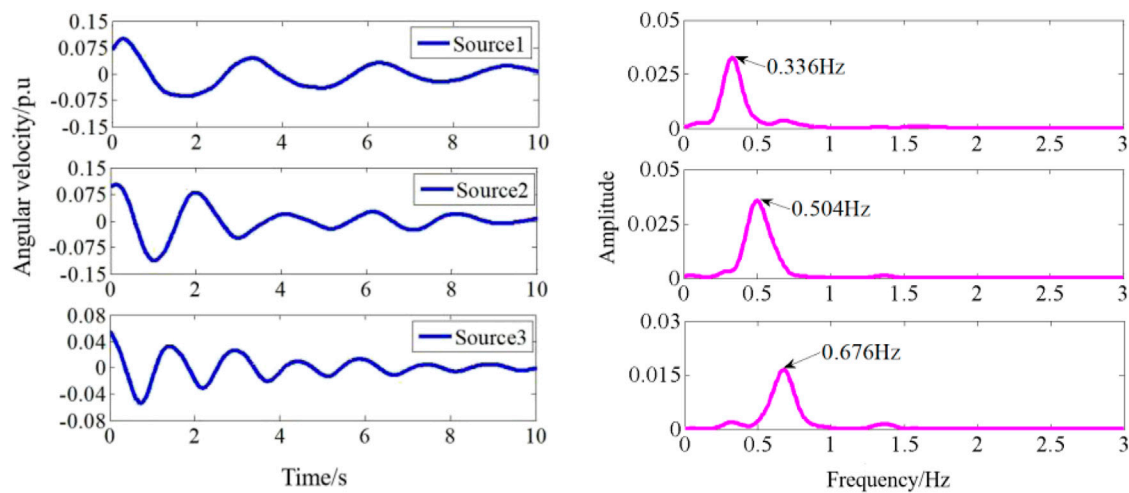 Angular velocity/p.u
0.15
0.075
0
-0.075
-0.15
Source1
0 2 4 6 8 10
0.15
0.075
0
-0.075
-0.15
Source2
0 2 4 6 8 10
0.08
0.04
0
-0.04
-0.08
Source3
0 2 4 6 8 10
Time/s
Amplitude
0.05
0.025
0
0.336Hz
0 0.5 1 1.5 2 2.5 3
0.05
0.025
0
0.504Hz
0 0.5 1 1.5 2 2.5 3
0.03
0.015
0
0.676Hz
0 0.5 1 1.5 2 2.5 3
Frequency/Hz